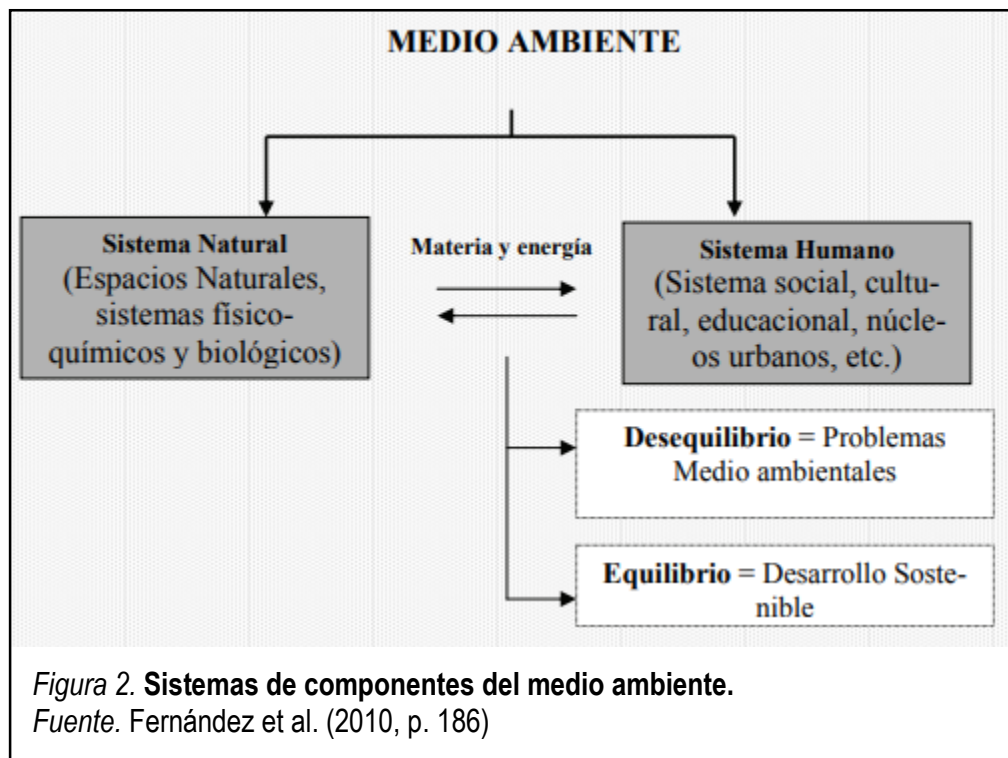 MEDIO AMBIENTE
Sistema Natural
(Espacios Naturales,
sistemas físico-
químicos y biológicos)
Materia y energía
Sistema Humano
(Sistema social, cultu-
ral, educacional, núcle-
os urbanos, etc.)
Desequilibrio = Problemas
Medio ambientales
Equilibrio = Desarrollo Soste-
nible
Figura 2. Sistemas de componentes del medio ambiente.
Fuente. Fernández et al. (2010, p. 186)